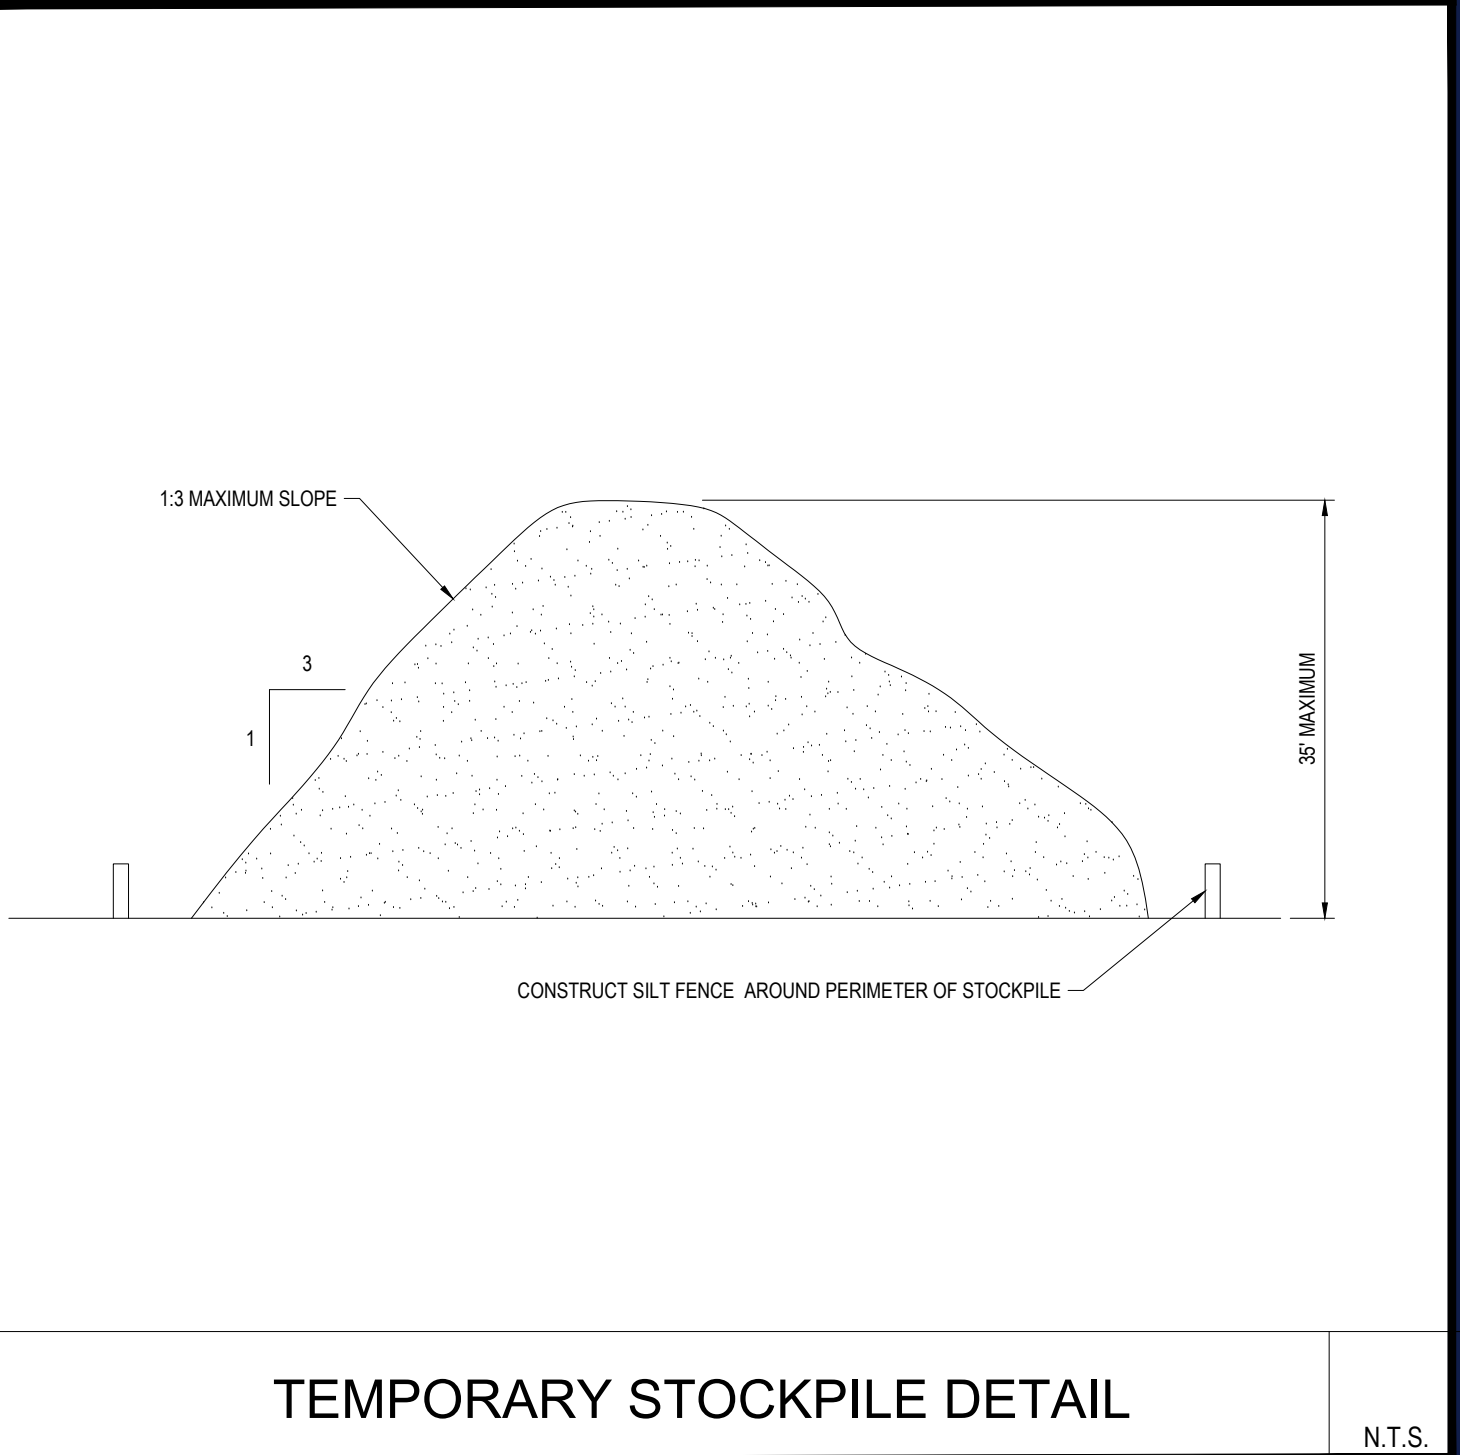 1:3 MAXIMUM SLOPE
3
1
35' MAXIMUM
CONSTRUCT SILT FENCE AROUND PERIMETER OF STOCKPILE
TEMPORARY STOCKPILE DETAIL
N.T.S.